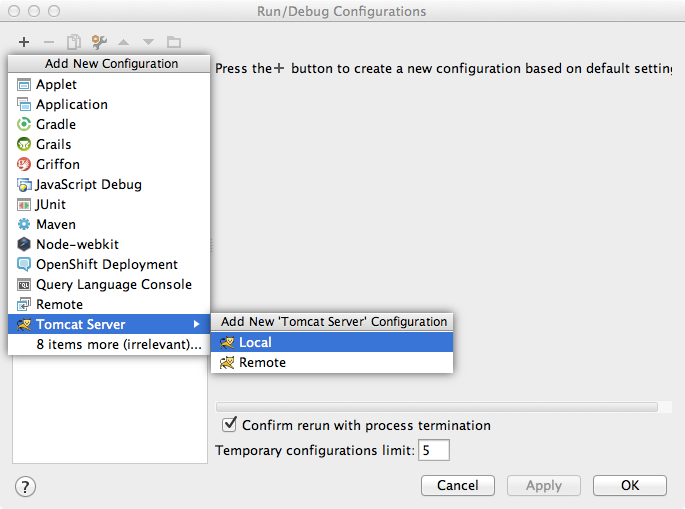 Run/Debug Configurations
Add New Configuration
Press the + button to create a new configuration based on default setting
Applet
Application
Gradle
Grails
Griffon
JavaScript Debug
JUnit
Maven
Node-webkit
OpenShift Deployment
Query Language Console
Remote
Tomcat Server
8 items more (irrelevant)...
Add New 'Tomcat Server' Configuration
Local
Remote
Confirm rerun with process termination
Temporary configurations limit: 5
? Cancel Apply OK